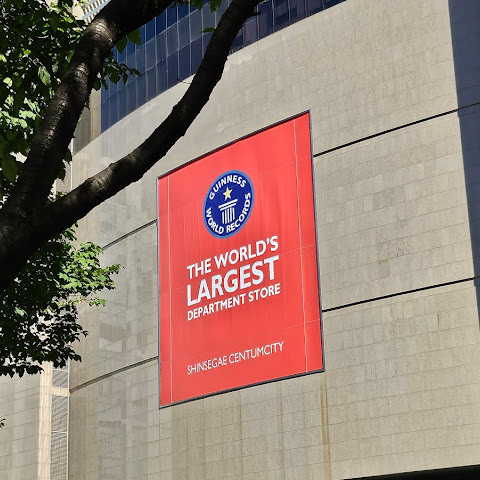 GUINNESS
WORLD RECORDS
THE WORLD'S
LARGEST
DEPARTMENT STORE
SHINSEGAE CENTUMCITY